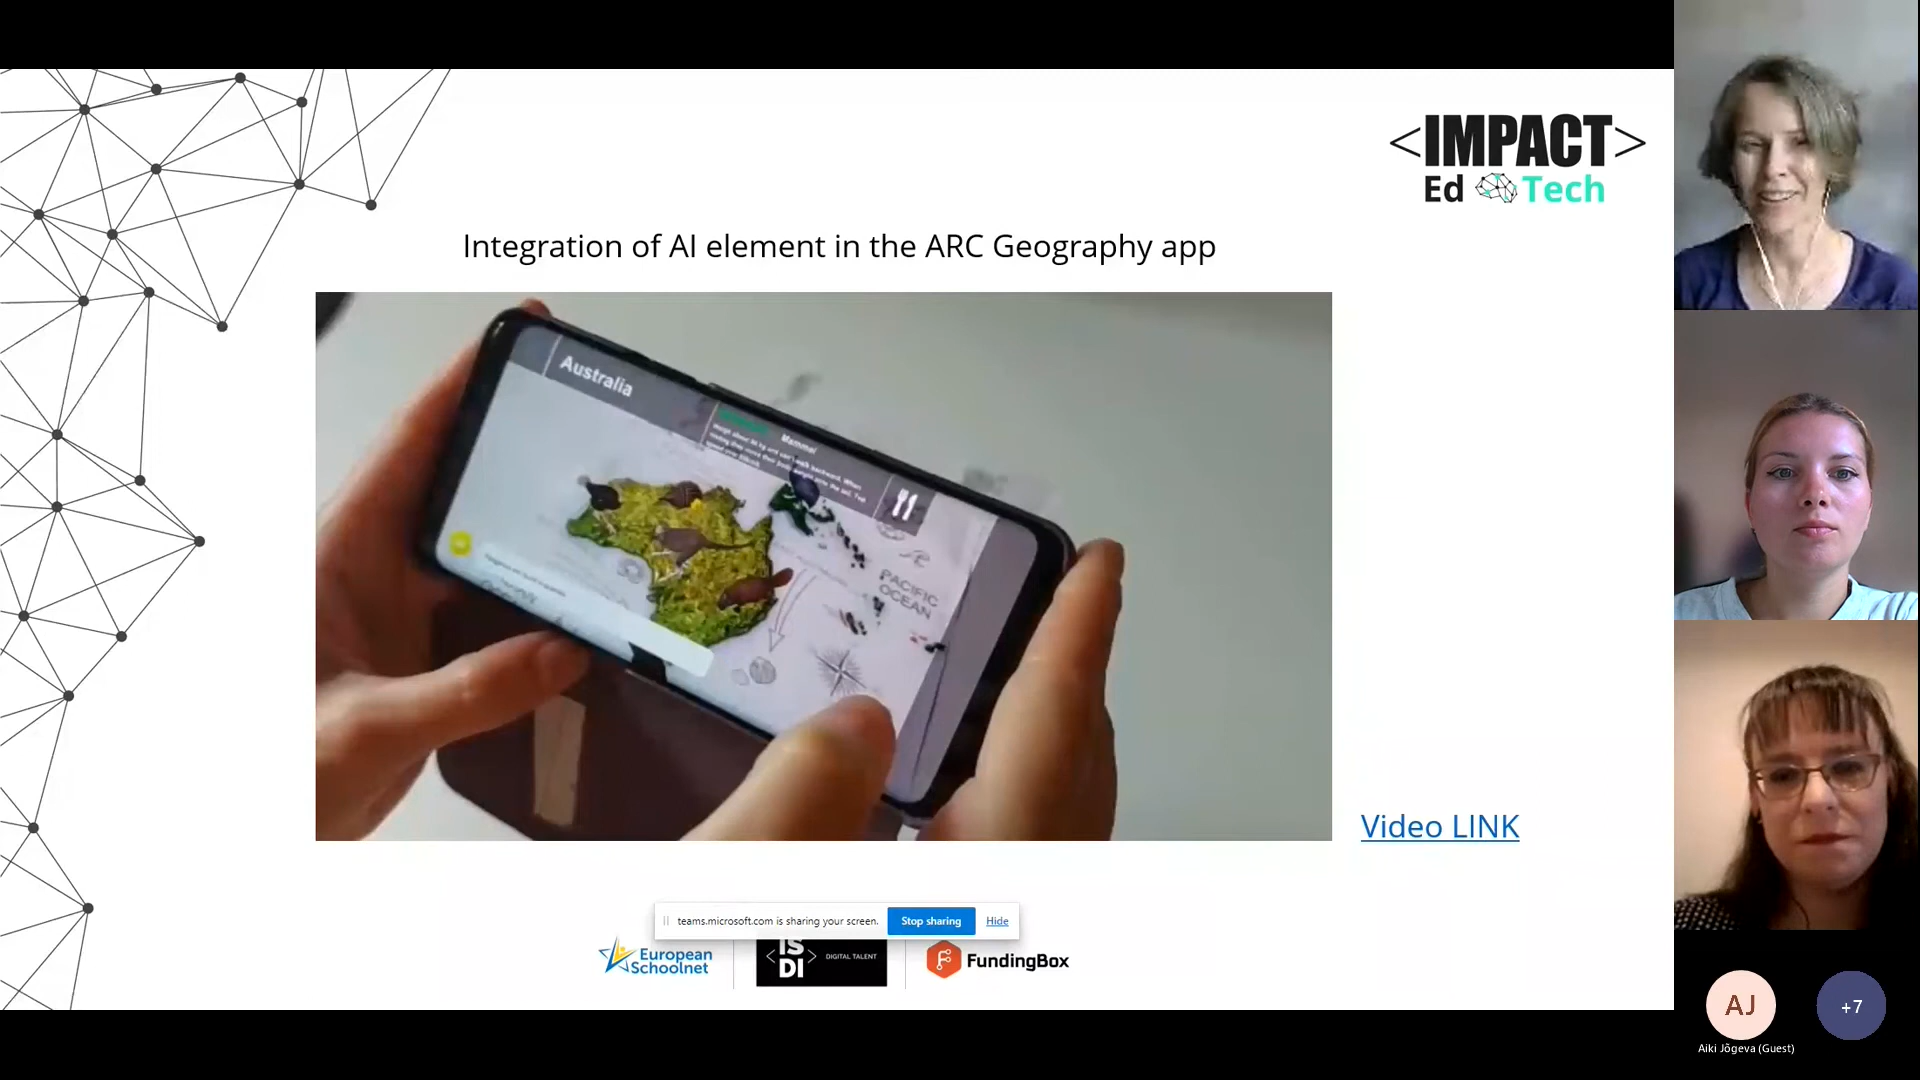 <IMPACT>
Ed Tech
Integration of AI element in the ARC Geography app
Australia
Mammal
PACIFIC
OCEAN
Video LINK
teams.microsoft.com is sharing your screen.
Stop sharing
Hide
European
Schoolnet
<IS
DI>
DIGITAL TALENT
FundingBox
AJ
+7
Aiki Jõgeva (Guest)